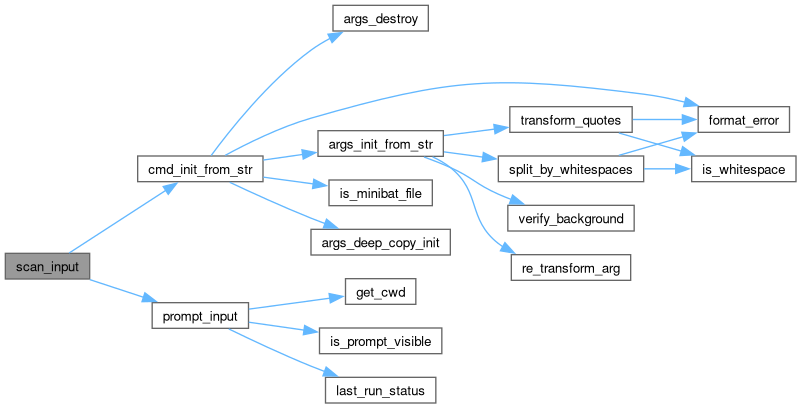 args_destroy
transform_quotes
format_error
args_init_from_str
cmd_init_from_str
split_by_whitespaces
is_whitespace
is_minibat_file
verify_background
args_deep_copy_init
scan_input
re_transform_arg
get_cwd
prompt_input
is_prompt_visible
last_run_status